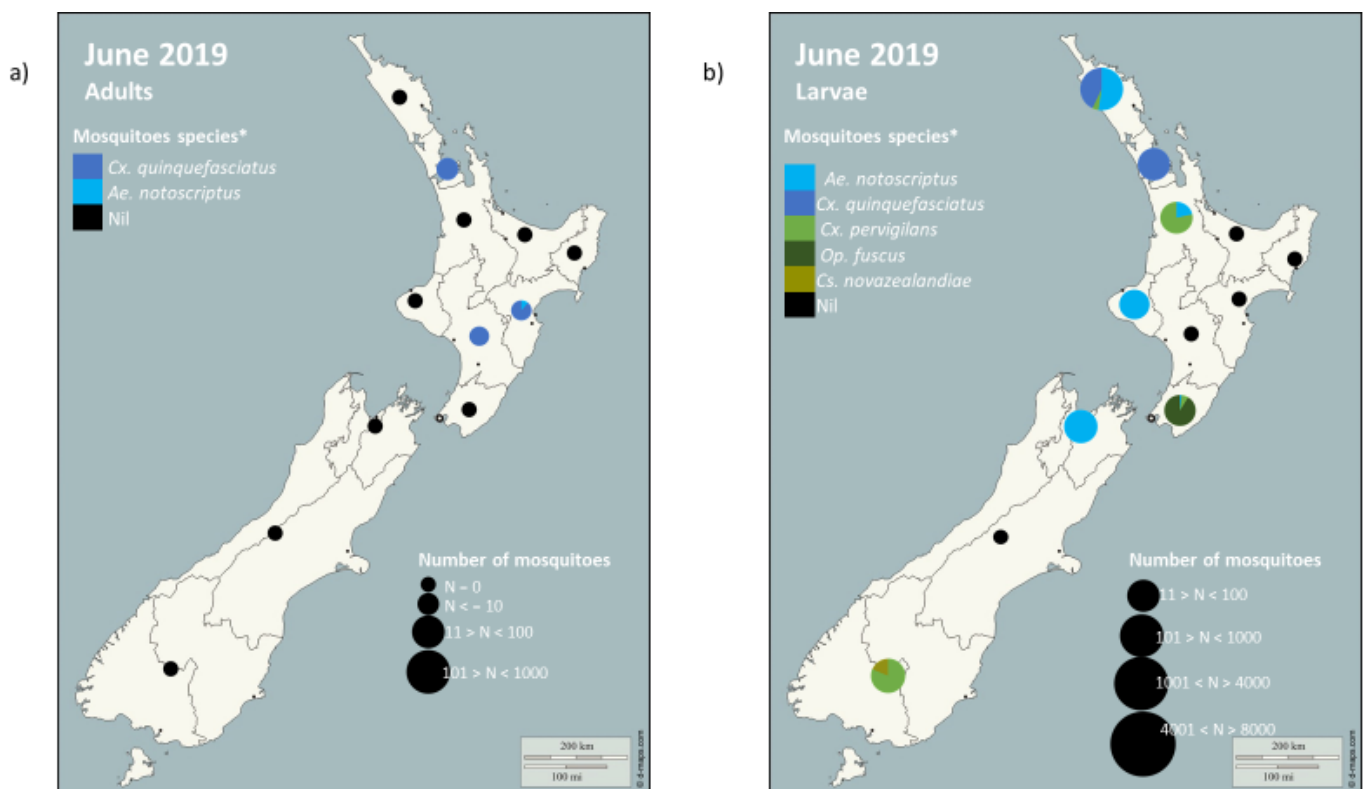 a)
June 2019
Adults
Mosquitoes species*
Cx. quinquefasciatus
Ae. notoscriptus
Nil
Number of mosquitoes
N = 0
N < = 10
11 > N < 100
101 > N < 1000
200 km
100 mi
© d-maps.com
b)
June 2019
Larvae
Mosquitoes species*
Ae. notoscriptus
Cx. quinquefasciatus
Cx. pervigilans
Op. fuscus
Cs. novazealandiae
Nil
Number of mosquitoes
11 > N < 100
101 > N < 1000
1001 < N > 4000
4001 < N > 8000
200 km
100 mi
© d-maps.com